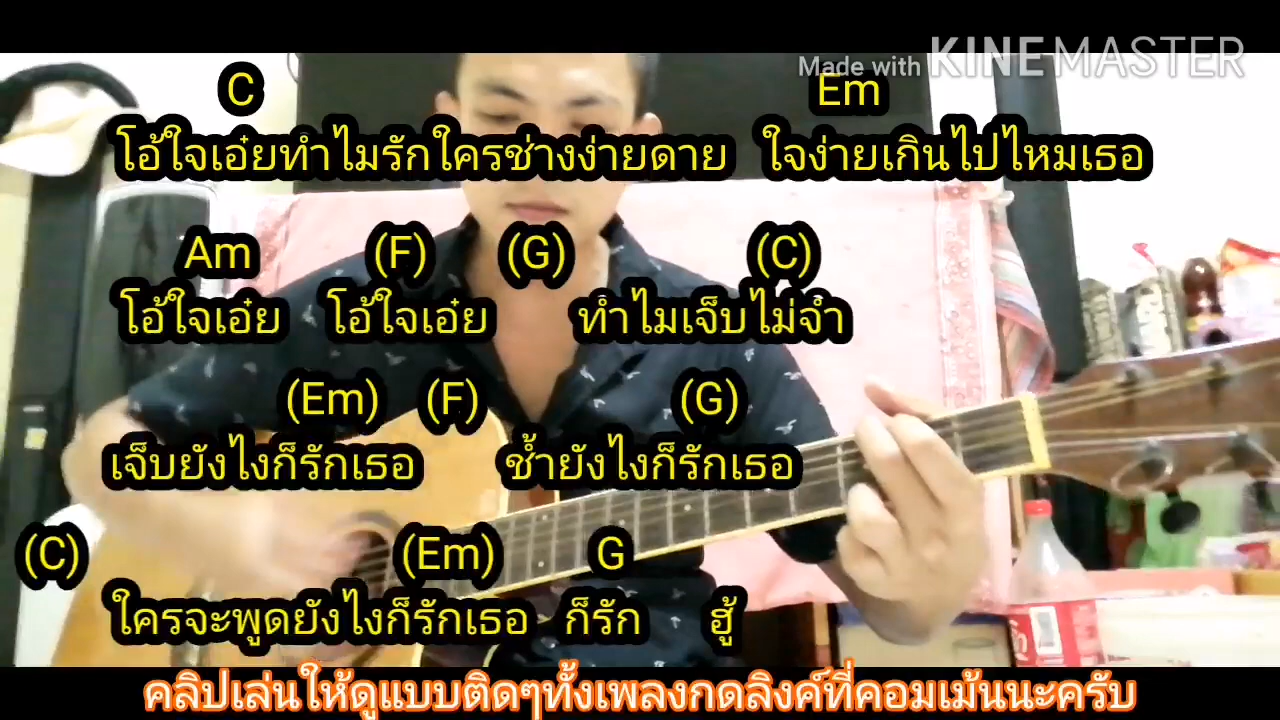 Made with KINEMASTER
C Em
โอ้ใจเอ๋ยทำไมรักใครช่างง่ายดาย ใจง่ายเกินไปไหมเธอ
Am (F) (G) (C)
โอ้ใจเอ๋ย โอ้ใจเอ๋ย ทำไมเจ็บไม่จำ
(Em) (F) (G)
เจ็บยังไงก็รักเธอ ช้ำยังไงก็รักเธอ
(C) (Em) G
ใครจะพูดยังไงก็รักเธอ ก็รัก ฮู้
คลิปเล่นให้ดูแบบติดๆทั้งเพลงกดลิงค์ที่คอมเม้นนะครับ